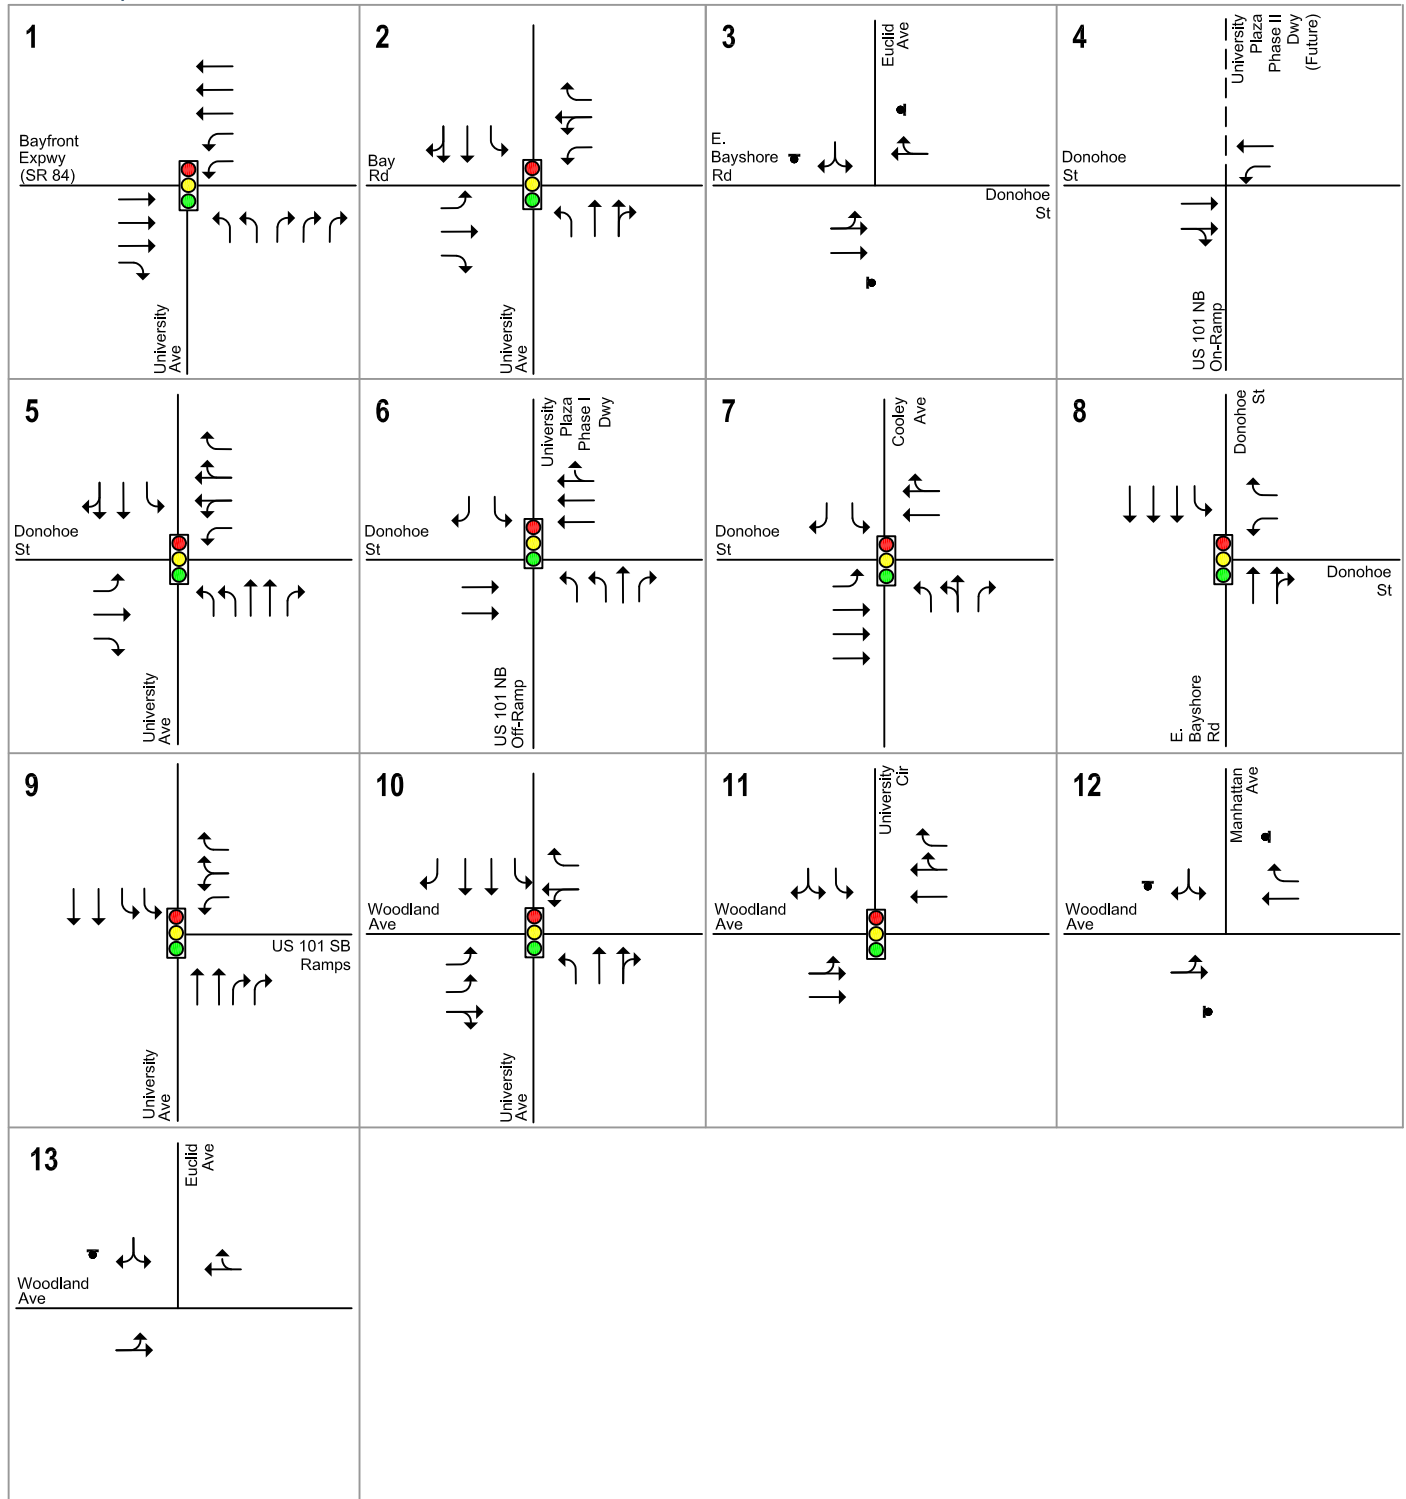 1
Bayfront
Expwy
(SR 84)
University
Ave
2
Bay
Rd
University
Ave
3
Euclid
Ave
E.
Bayshore
Rd
Donohoe
St
4
University
Plaza
Phase II
Dwy
(Future)
Donohoe
St
US 101 NB
On-Ramp
5
Donohoe
St
University
Ave
6
University
Plaza
Phase I
Dwy
Donohoe
St
US 101 NB
Off-Ramp
7
Cooley
Ave
Donohoe
St
8
Donohoe
St
Donohoe
St
E.
Bayshore
Rd
9
US 101 SB
Ramps
University
Ave
10
Woodland
Ave
University
Ave
11
University
Cir
Woodland
Ave
12
Manhattan
Ave
Woodland
Ave
13
Euclid
Ave
Woodland
Ave